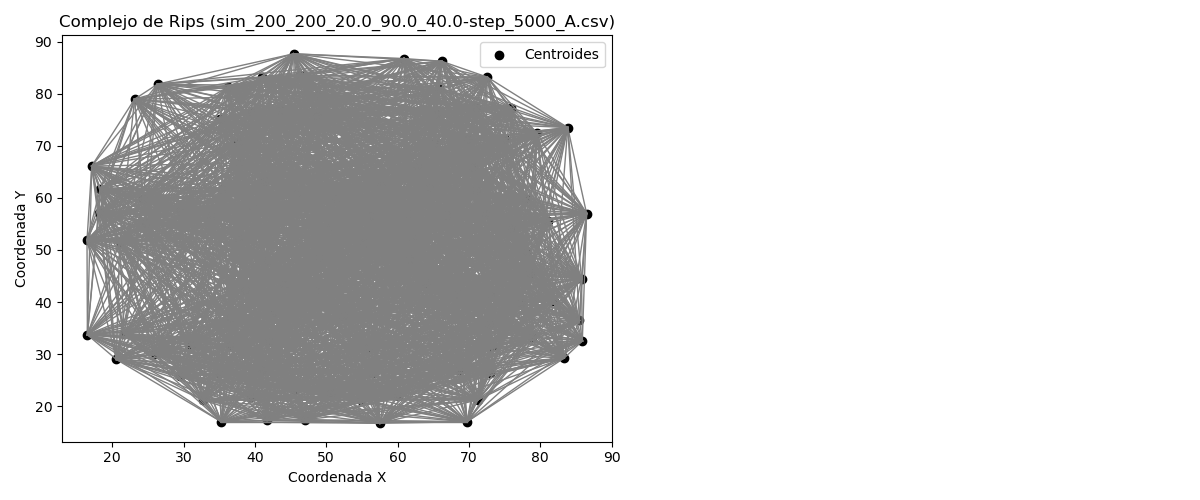 Complejo de Rips (sim_200_200_20.0_90.0_40.0-step_5000_A.csv)
Centroides
90
80
70
60
50
40
30
20
Coordenada Y
20 30 40 50 60 70 80 90
Coordenada X